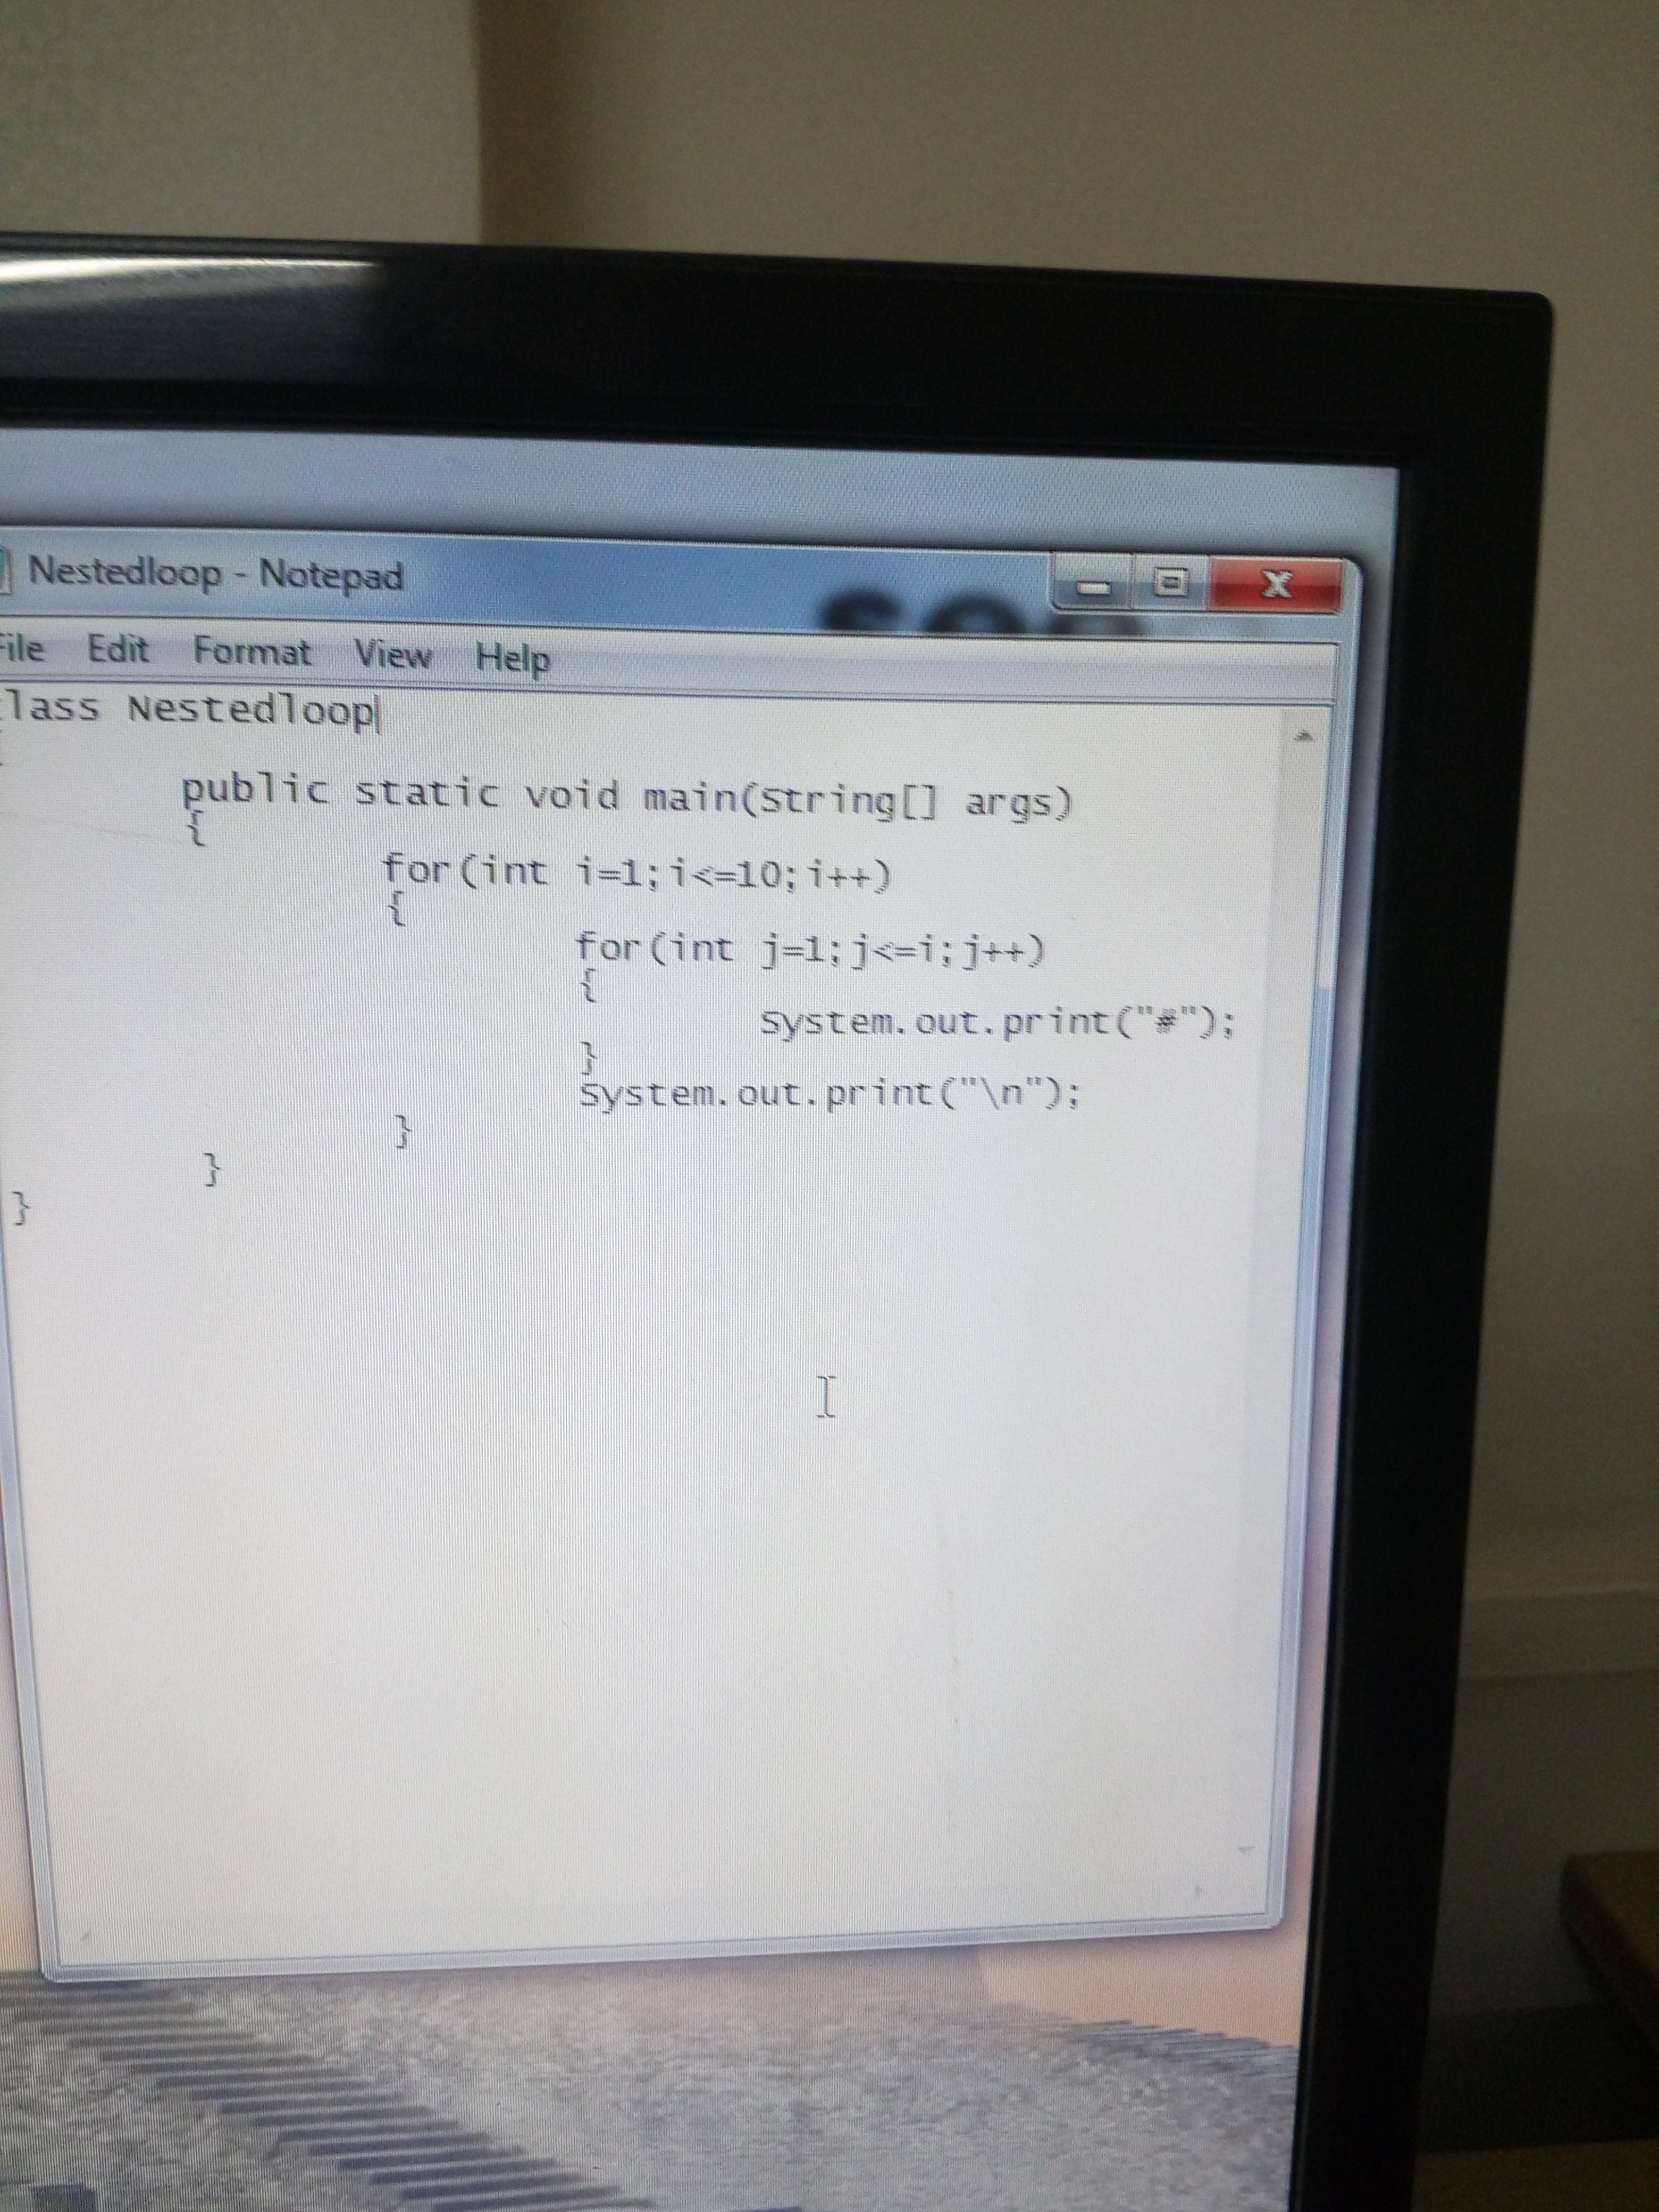 Nestedloop - Notepad
File Edit Format View Help
class Nestedloop
{
public static void main(String[] args)
{
for(int i=1;i<=10;i++)
{
for(int j=1;j<=i;j++)
{
System.out.print("#");
}
System.out.print("\n");
}
}
}